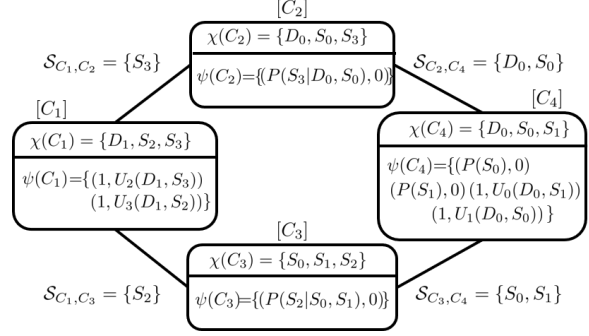 [C₂]
χ(C₂) = {D₀, S₀, S₃}
ψ(C₂)={(P(S₃|D₀, S₀),0)}
𝒮_{C₁,C₂} = {S₃}
𝒮_{C₂,C₄} = {D₀, S₀}
[C₁]
χ(C₁) = {D₁, S₂, S₃}
ψ(C₁)={(1, U₂(D₁, S₃))
(1, U₃(D₁, S₂))}
[C₄]
χ(C₄) = {D₀, S₀, S₁}
ψ(C₄)={(P(S₀), 0)
(P(S₁), 0) (1, U₀(D₀, S₁))
(1, U₁(D₀, S₀)) }
[C₃]
χ(C₃) = {S₀, S₁, S₂}
ψ(C₃)={(P(S₂|S₀, S₁),0)}
𝒮_{C₁,C₃} = {S₂}
𝒮_{C₃,C₄} = {S₀, S₁}